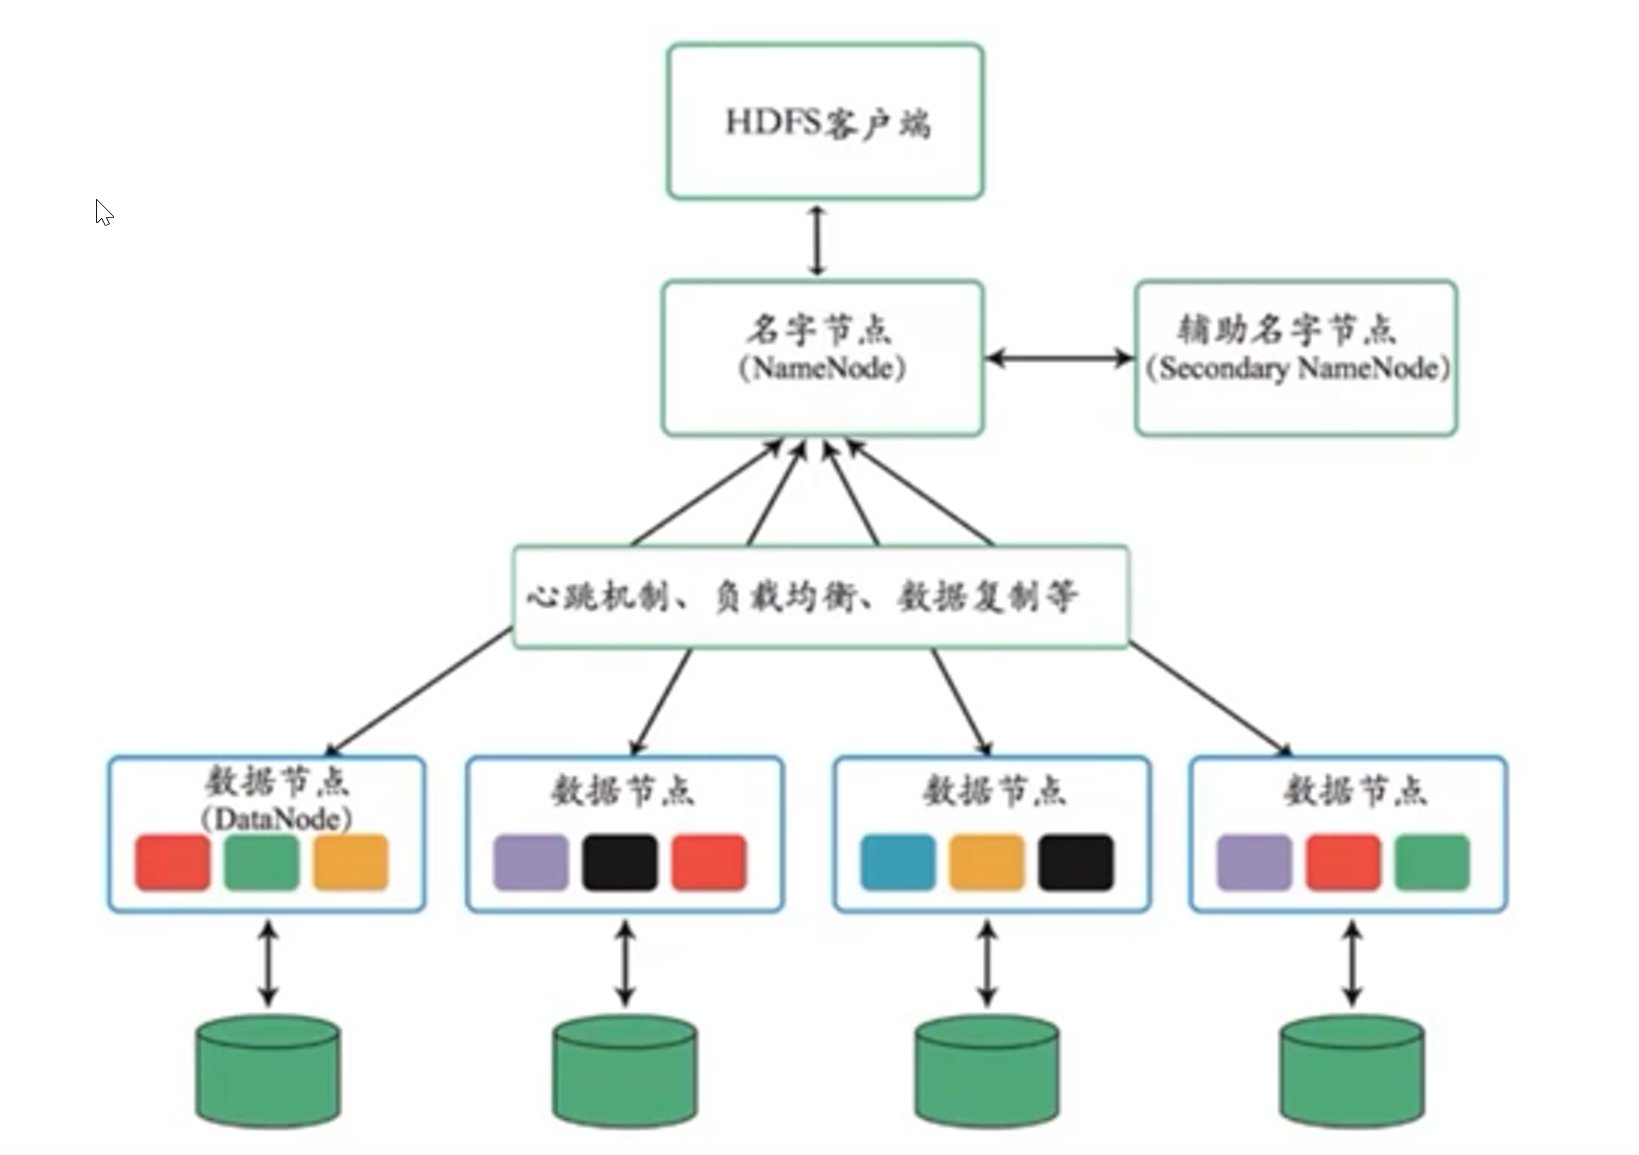 HDFS客户端
名字节点
（NameNode）
辅助名字节点
（Secondary NameNode）
心跳机制、负载均衡、数据复制等
数据节点
（DataNode）
数据节点
数据节点
数据节点